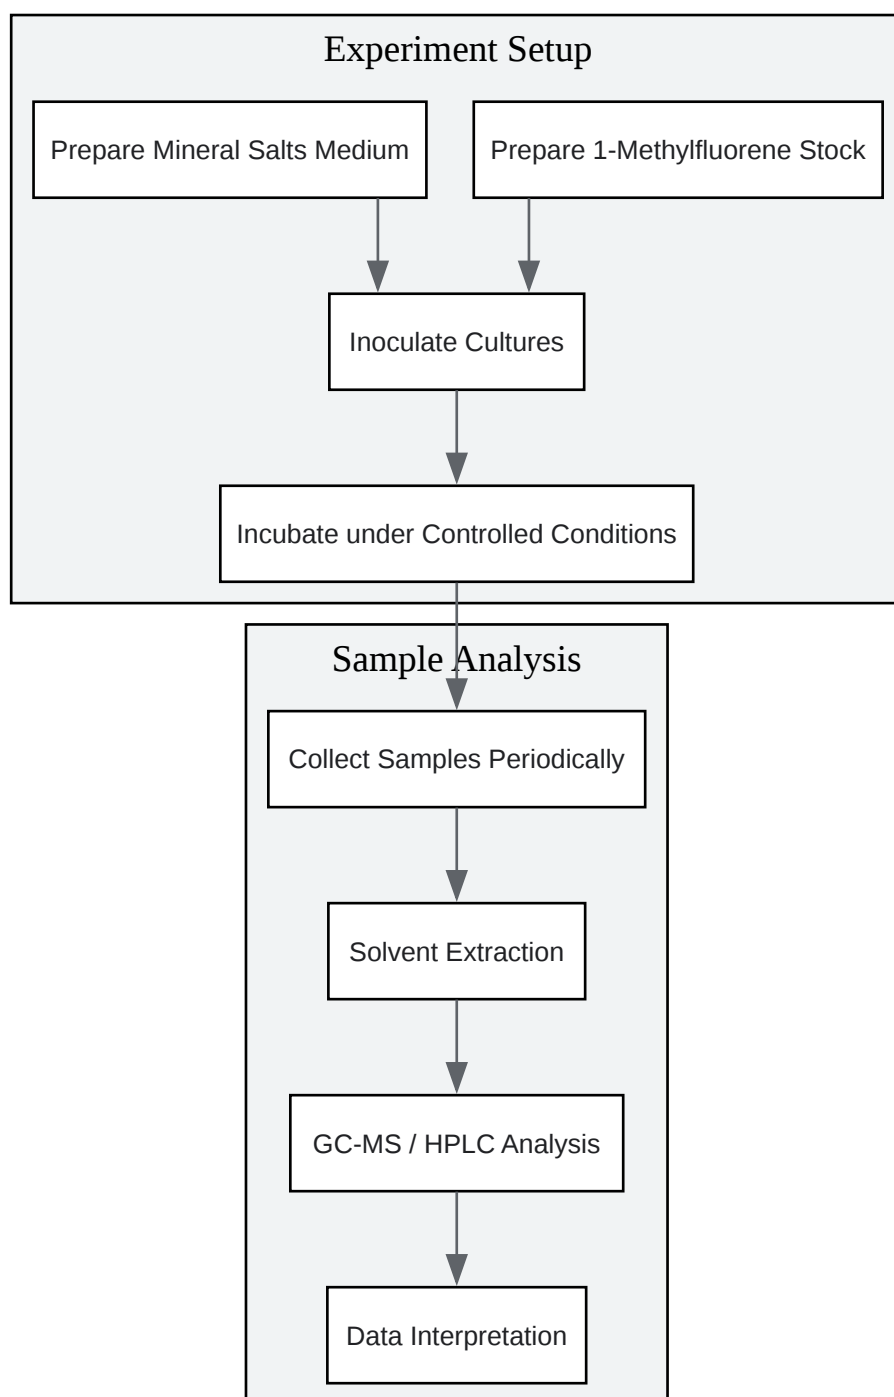 Experiment Setup
Prepare Mineral Salts Medium
Prepare 1-Methylfluorene Stock
Inoculate Cultures
Incubate under Controlled Conditions
Sample Analysis
Collect Samples Periodically
Solvent Extraction
GC-MS / HPLC Analysis
Data Interpretation